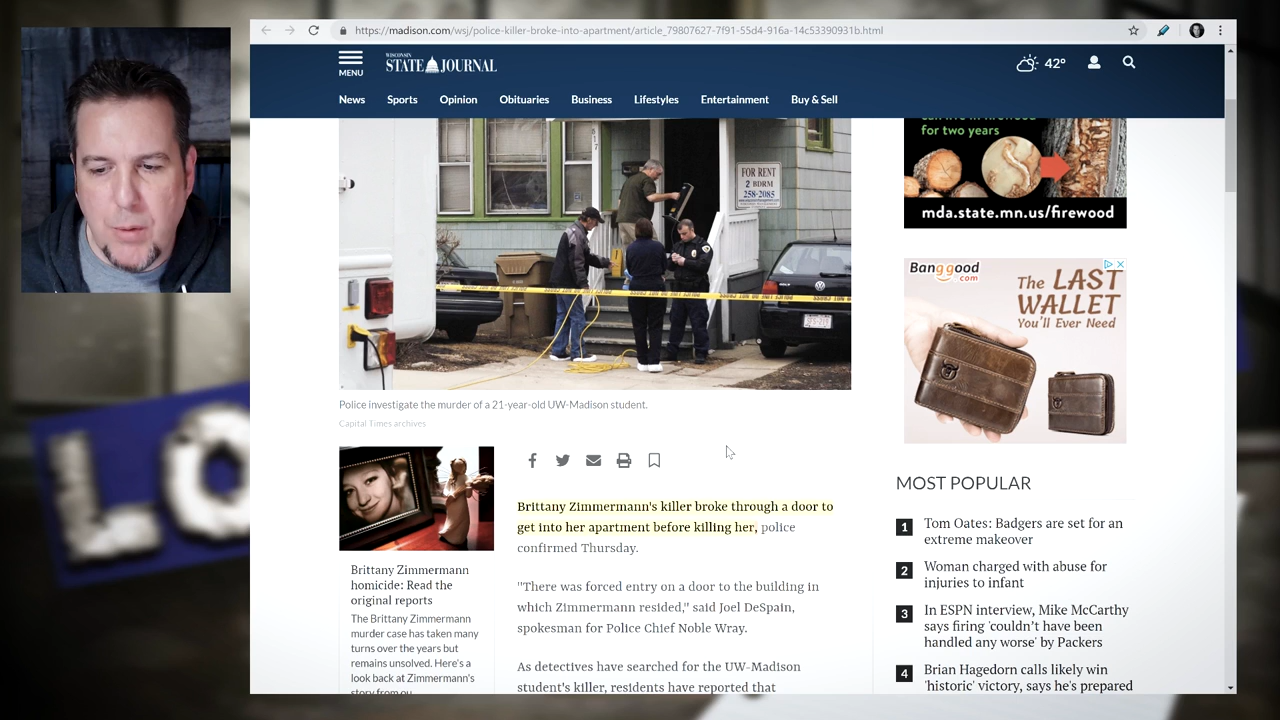 https://madison.com/wsj/police-killer-broke-into-apartment/article_79807627-7f91-55d4-916a-14c53390931b.html
MENU
WISCONSIN
STATE JOURNAL
42°
News Sports Opinion Obituaries Business Lifestyles Entertainment Buy & Sell
517
FOR RENT
2 BDRM
258-2085
for two years
mda.state.mn.us/firewood
Banggood
.com
The LAST
WALLET
You'll Ever Need
Police investigate the murder of a 21-year-old UW-Madison student.
Capital Times archives
Brittany Zimmermann
homicide: Read the
original reports
The Brittany Zimmermann
murder case has taken many
turns over the years but
remains unsolved. Here's a
look back at Zimmermann's
story from ou
Brittany Zimmermann's killer broke through a door to
get into her apartment before killing her, police
confirmed Thursday.
"There was forced entry on a door to the building in
which Zimmermann resided," said Joel DeSpain,
spokesman for Police Chief Noble Wray.
As detectives have searched for the UW-Madison
student's killer, residents have reported that
MOST POPULAR
1 Tom Oates: Badgers are set for an
extreme makeover
2 Woman charged with abuse for
injuries to infant
3 In ESPN interview, Mike McCarthy
says firing 'couldn't have been
handled any worse' by Packers
4 Brian Hagedorn calls likely win
'historic' victory, says he's prepared
LO